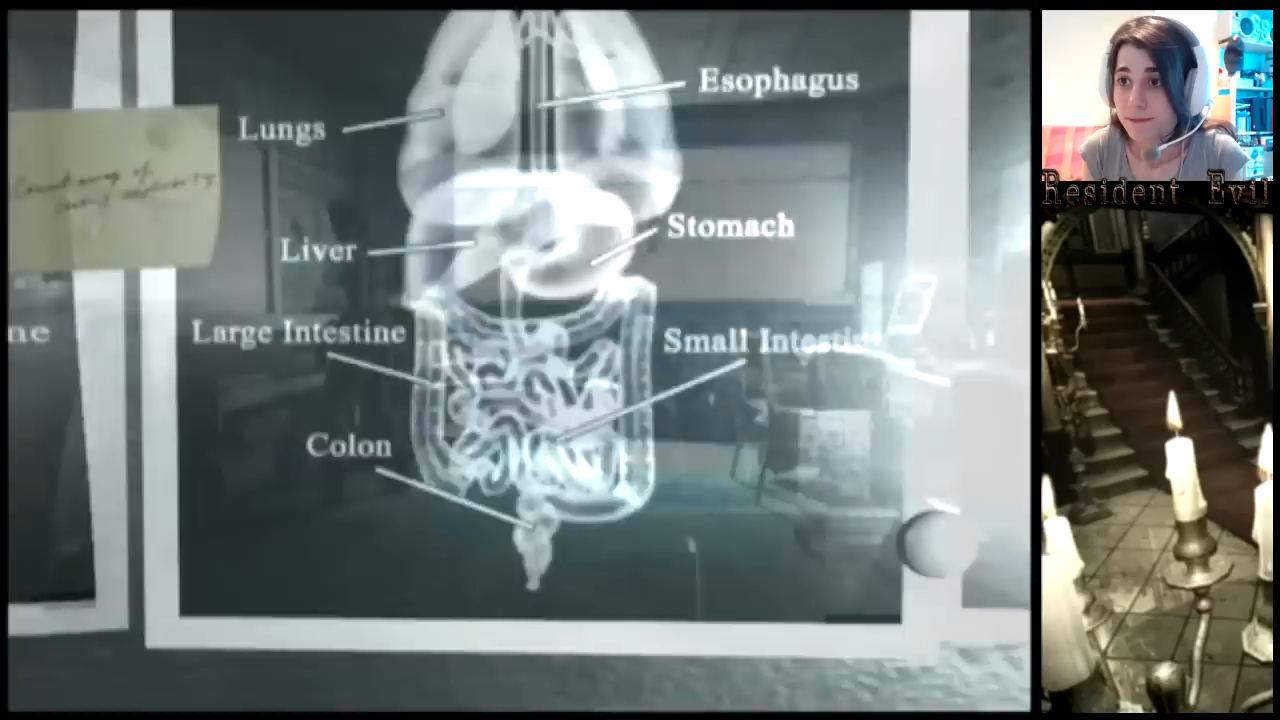 Esophagus
Lungs
Stomach
Liver
ne
Large Intestine
Small Intestin
Colon
Resident Evil